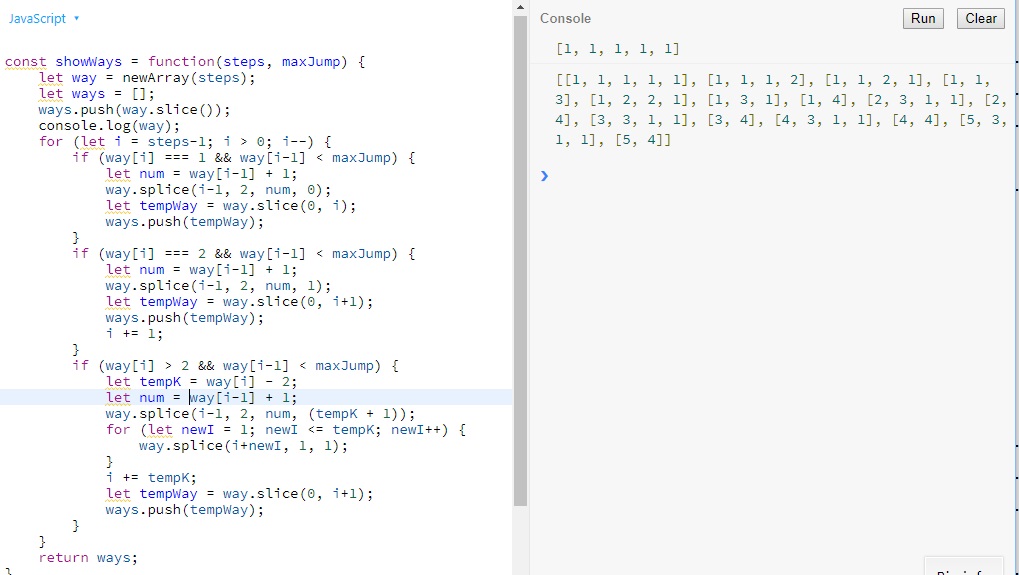 JavaScript
const showWays = function(steps, maxJump) {
let way = newArray(steps);
let ways = [];
ways.push(way.slice());
console.log(way);
for (let i = steps-1; i > 0; i--) {
if (way[i] === 1 && way[i-1] < maxJump) {
let num = way[i-1] + 1;
way.splice(i-1, 2, num, 0);
let tempWay = way.slice(0, i);
ways.push(tempWay);
}
if (way[i] === 2 && way[i-1] < maxJump) {
let num = way[i-1] + 1;
way.splice(i-1, 2, num, 1);
let tempWay = way.slice(0, i+1);
ways.push(tempWay);
i += 1;
}
if (way[i] > 2 && way[i-1] < maxJump) {
let tempK = way[i] - 2;
let num = way[i-1] + 1;
way.splice(i-1, 2, num, (tempK + 1));
for (let newI = 1; newI <= tempK; newI++) {
way.splice(i+newI, 1, 1);
}
i += tempK;
let tempWay = way.slice(0, i+1);
ways.push(tempWay);
}
}
return ways;
}
Console
Run
Clear
[1, 1, 1, 1, 1]
[[1, 1, 1, 1, 1], [1, 1, 1, 2], [1, 1, 2, 1], [1, 1,
3], [1, 2, 2, 1], [1, 3, 1], [1, 4], [2, 3, 1, 1], [2,
4], [3, 3, 1, 1], [3, 4], [4, 3, 1, 1], [4, 4], [5, 3,
1, 1], [5, 4]]